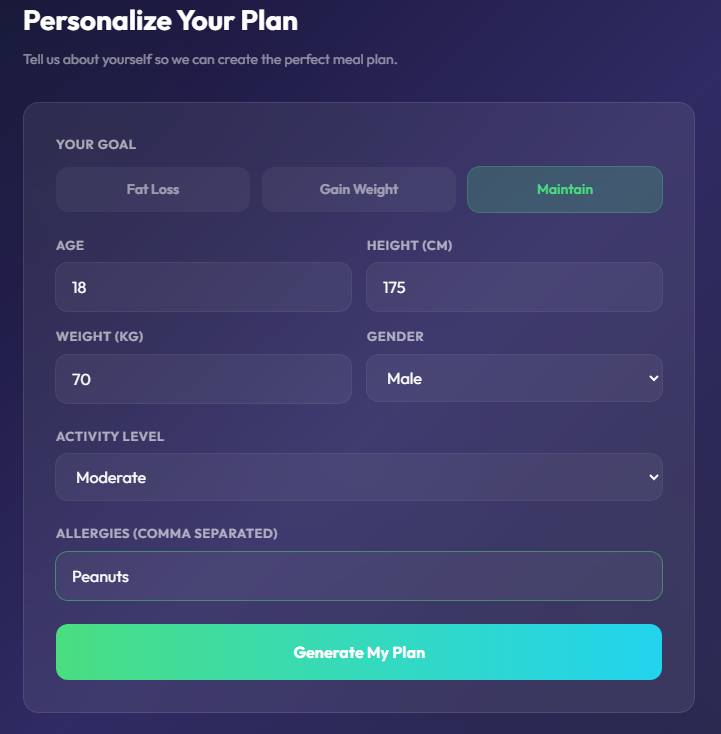 Personalize Your Plan
Tell us about yourself so we can create the perfect meal plan.
YOUR GOAL
Fat Loss
Gain Weight
Maintain
AGE
HEIGHT (CM)
18
175
WEIGHT (KG)
GENDER
70
Male
ACTIVITY LEVEL
Moderate
ALLERGIES (COMMA SEPARATED)
Peanuts
Generate My Plan